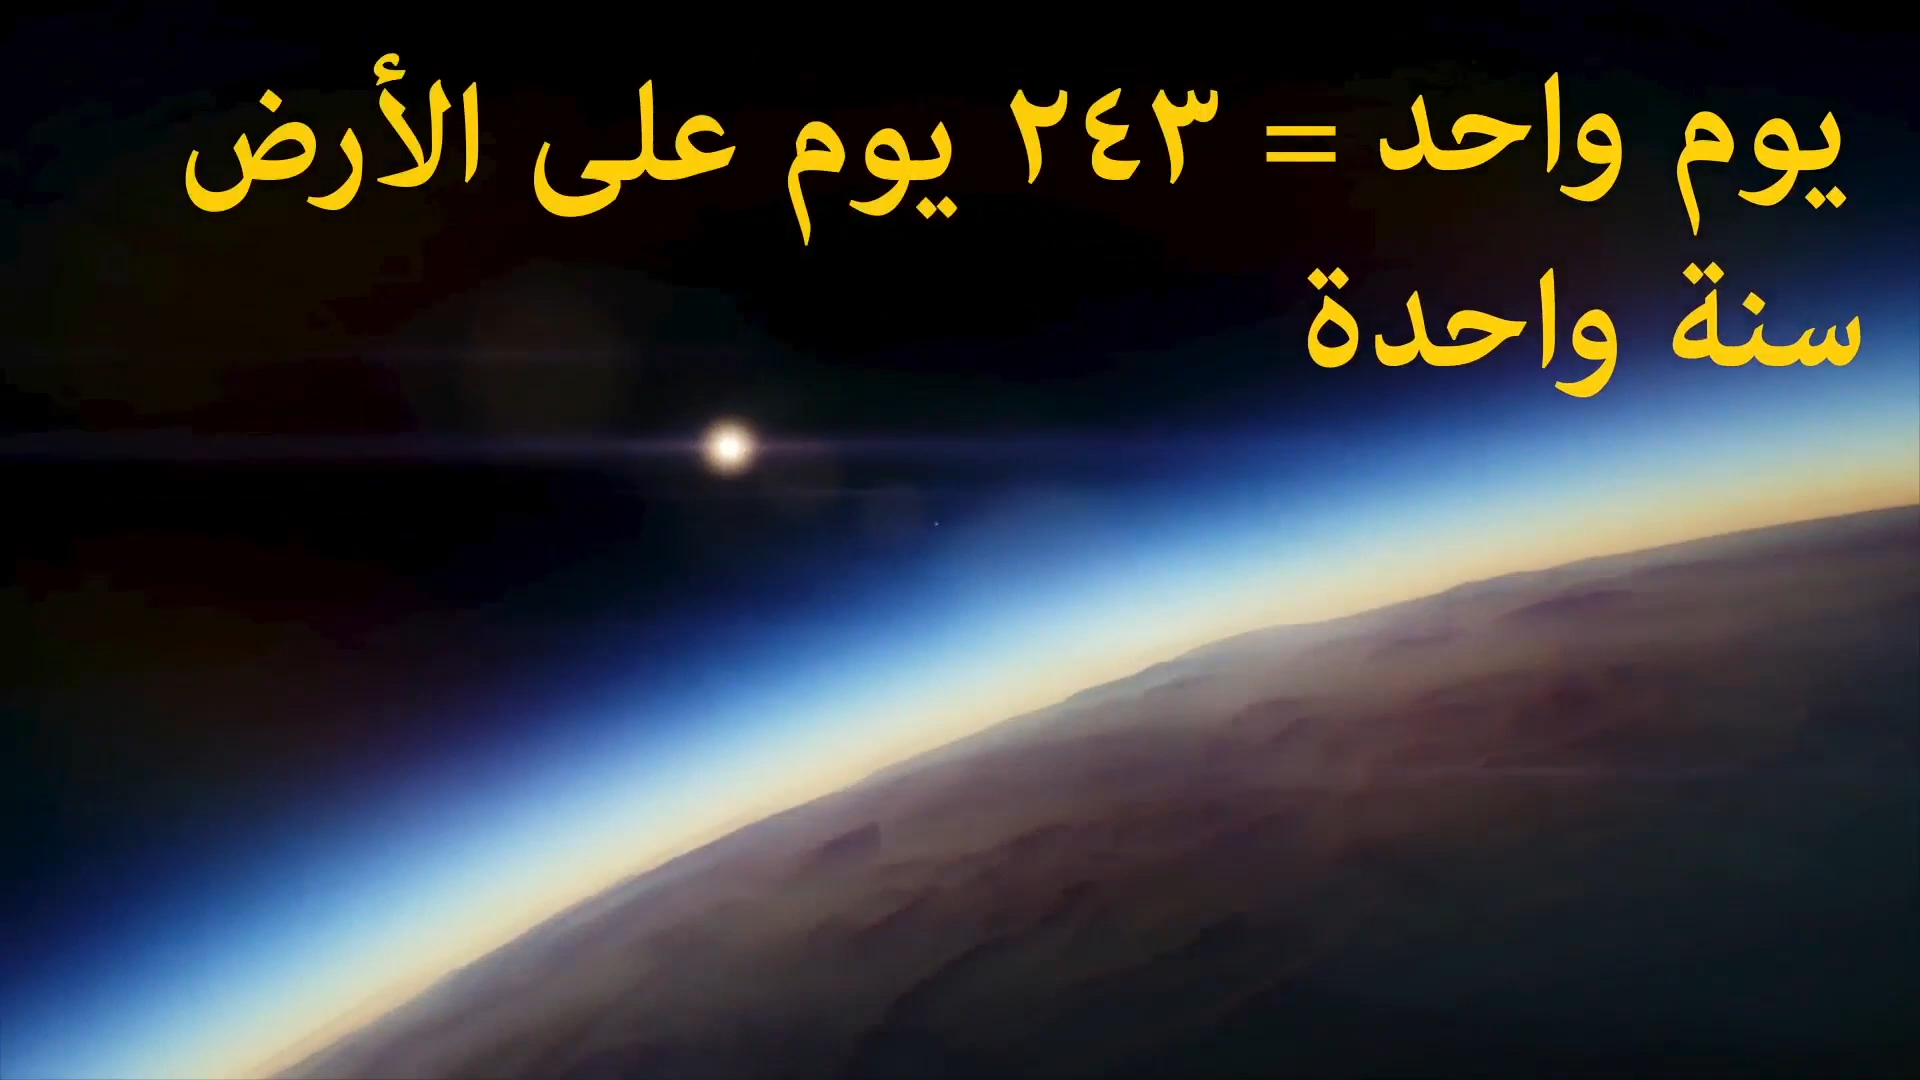 يوم واحد = ٢٤٣ يوم على الأرض
سنة واحدة